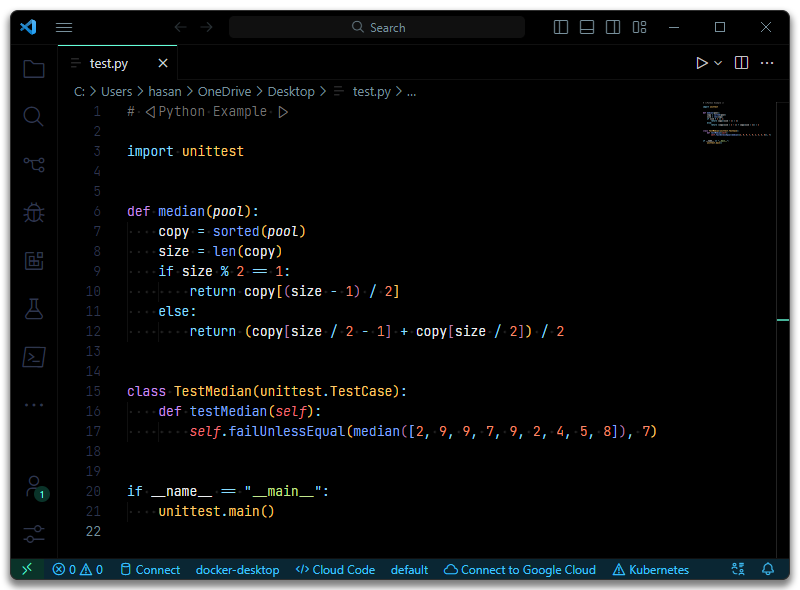 Search
test.py
C: > Users > hasan > OneDrive > Desktop > test.py > ...
1 # ◁Python Example ▷
2
3 import unittest
4
5
6 def median(pool):
7     copy = sorted(pool)
8     size = len(copy)
9     if size % 2 == 1:
10         return copy[(size - 1) / 2]
11     else:
12         return (copy[size / 2 - 1] + copy[size / 2]) / 2
13
14
15 class TestMedian(unittest.TestCase):
16     def testMedian(self):
17         self.failUnlessEqual(median([2, 9, 9, 7, 9, 2, 4, 5, 8]), 7)
18
19
20 if __name__ == "__main__":
21     unittest.main()
22
1
0 0 Connect docker-desktop </> Cloud Code default Connect to Google Cloud Kubernetes